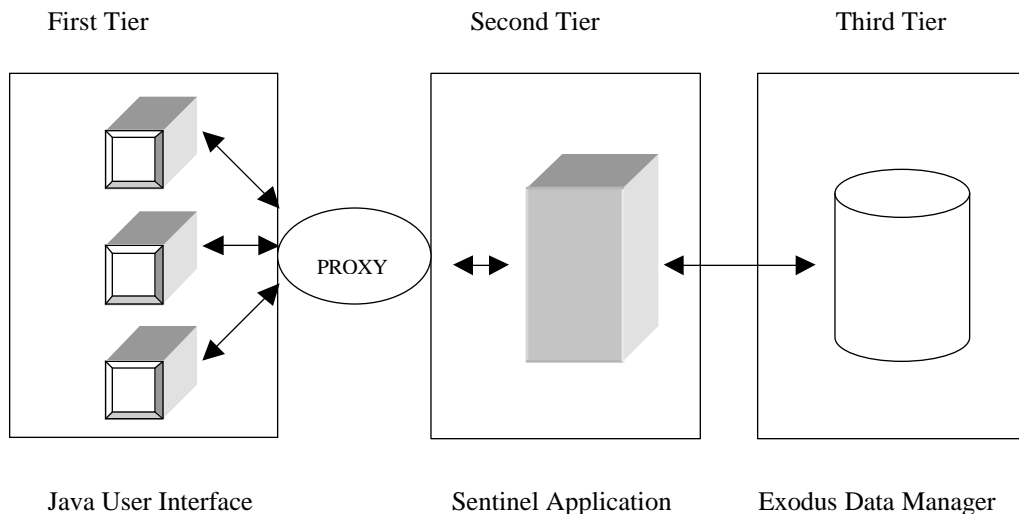 First Tier
Second Tier
Third Tier
PROXY
Java User Interface
Sentinel Application
Exodus Data Manager